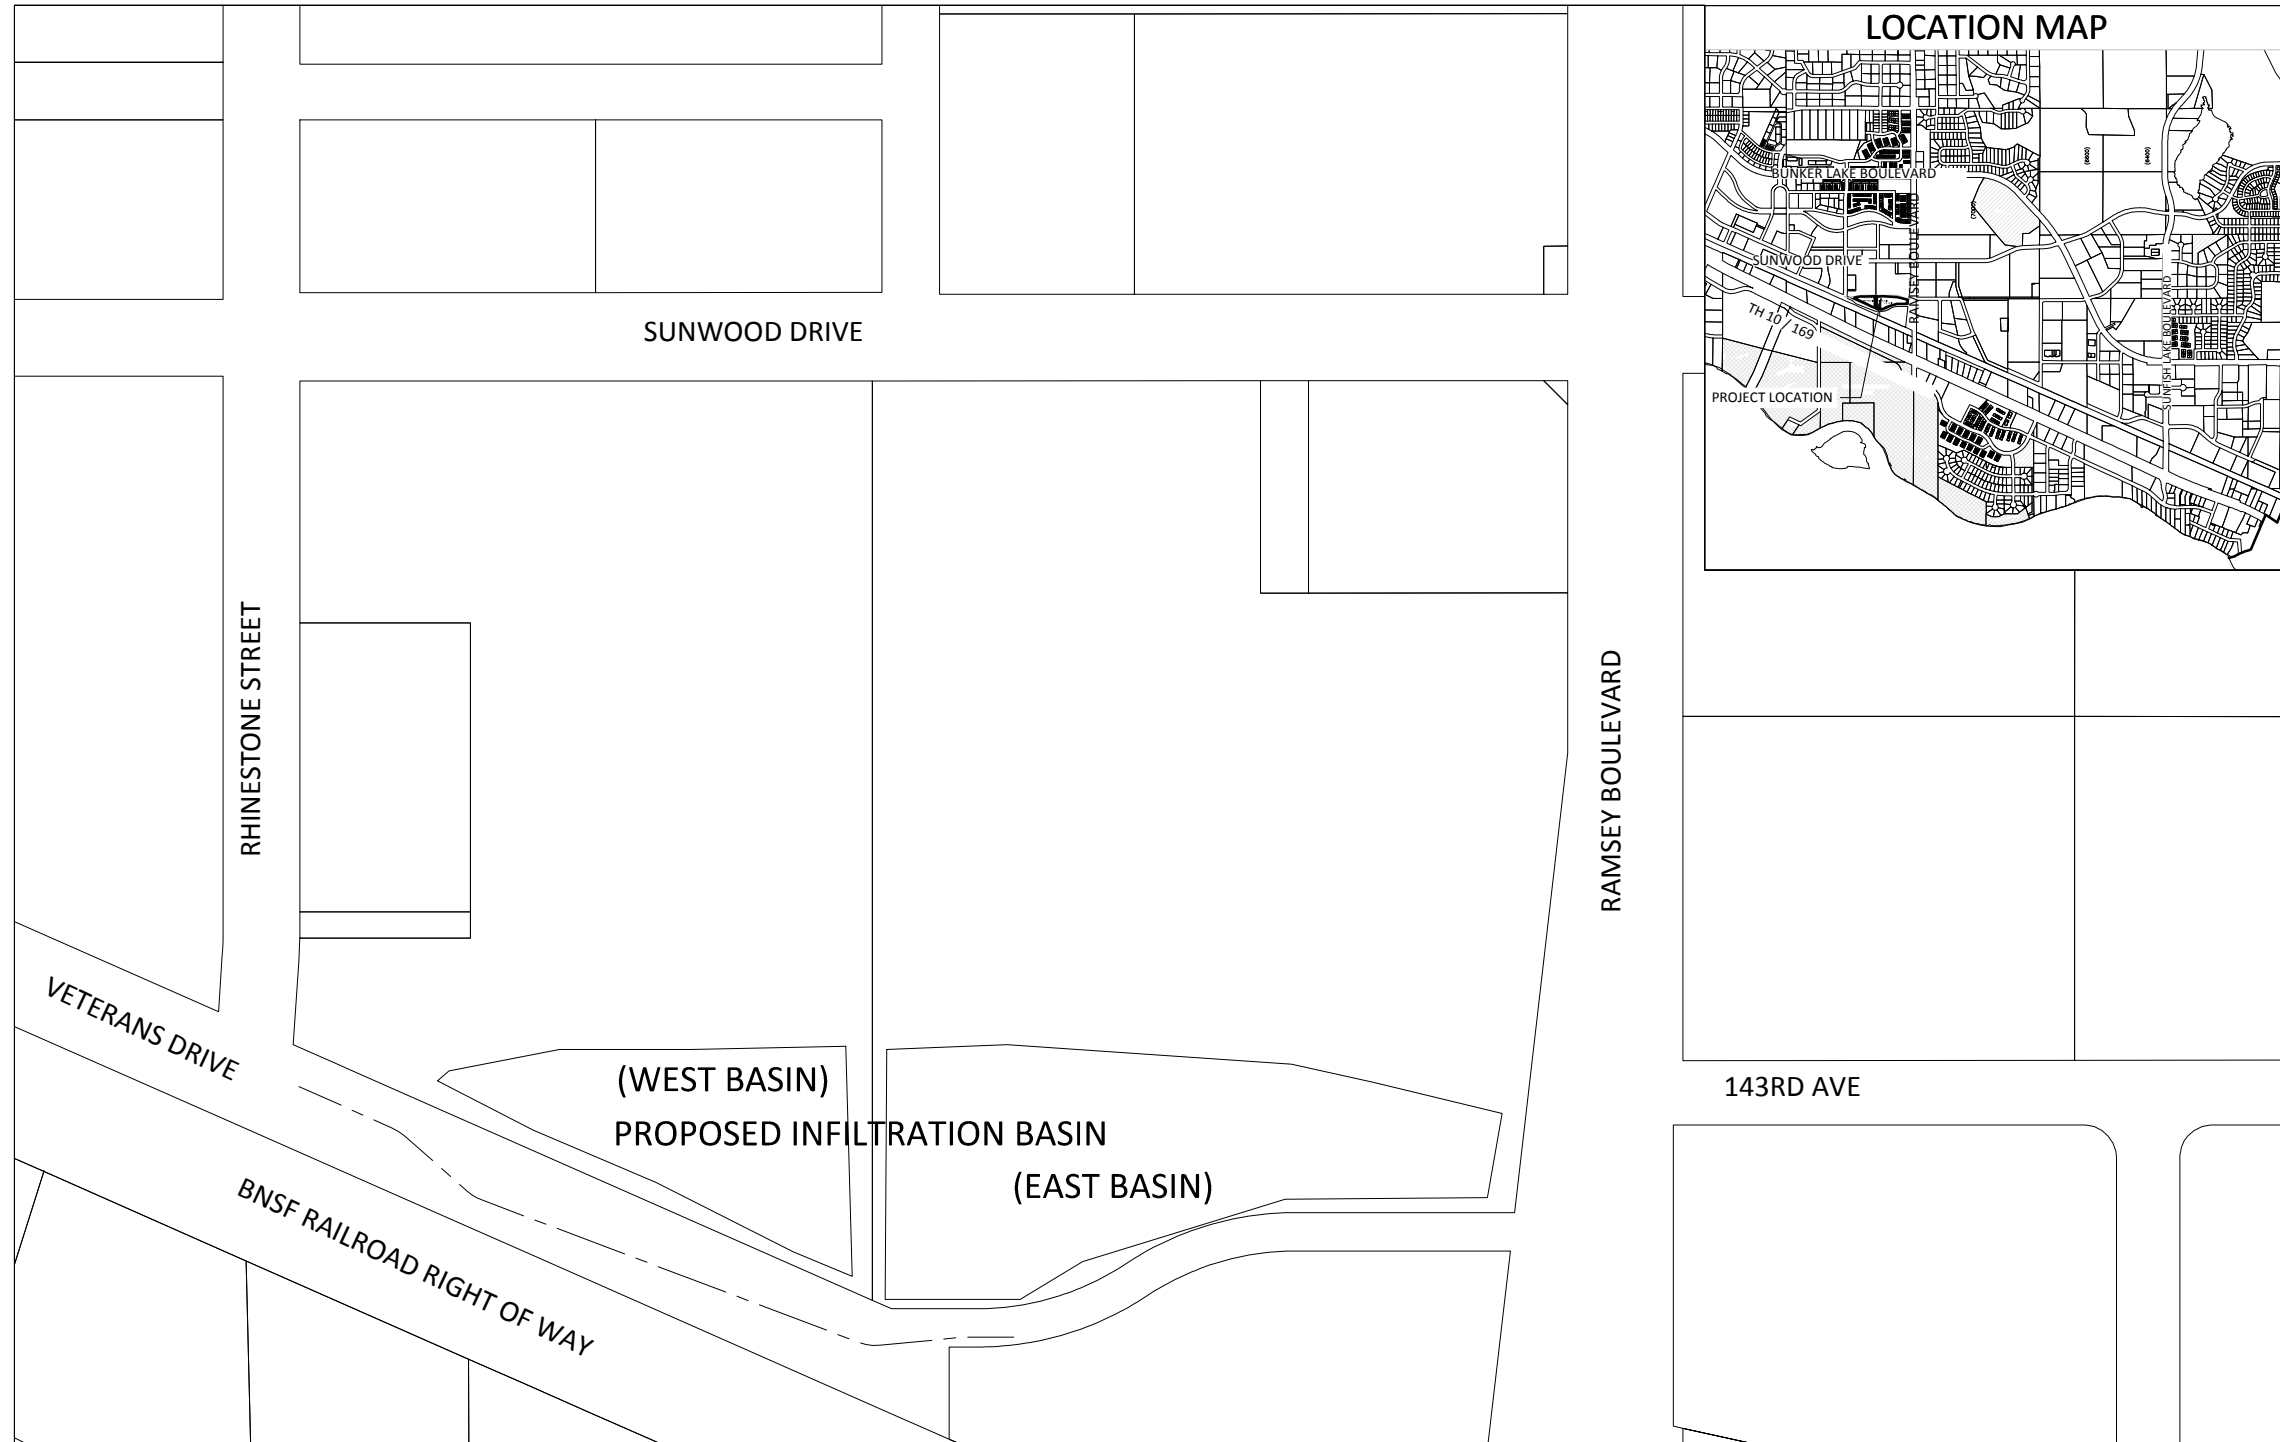 LOCATION MAP
BUNKER LAKE BOULEVARD
RAMSEY BOULEVARD
SUNWOOD DRIVE
TH 10 / 169
SUNFISH LAKE BOULEVARD
PROJECT LOCATION
SUNWOOD DRIVE
RHINESTONE STREET
RAMSEY BOULEVARD
VETERANS DRIVE
(WEST BASIN)
143RD AVE
PROPOSED INFILTRATION BASIN
(EAST BASIN)
BNSF RAILROAD RIGHT OF WAY